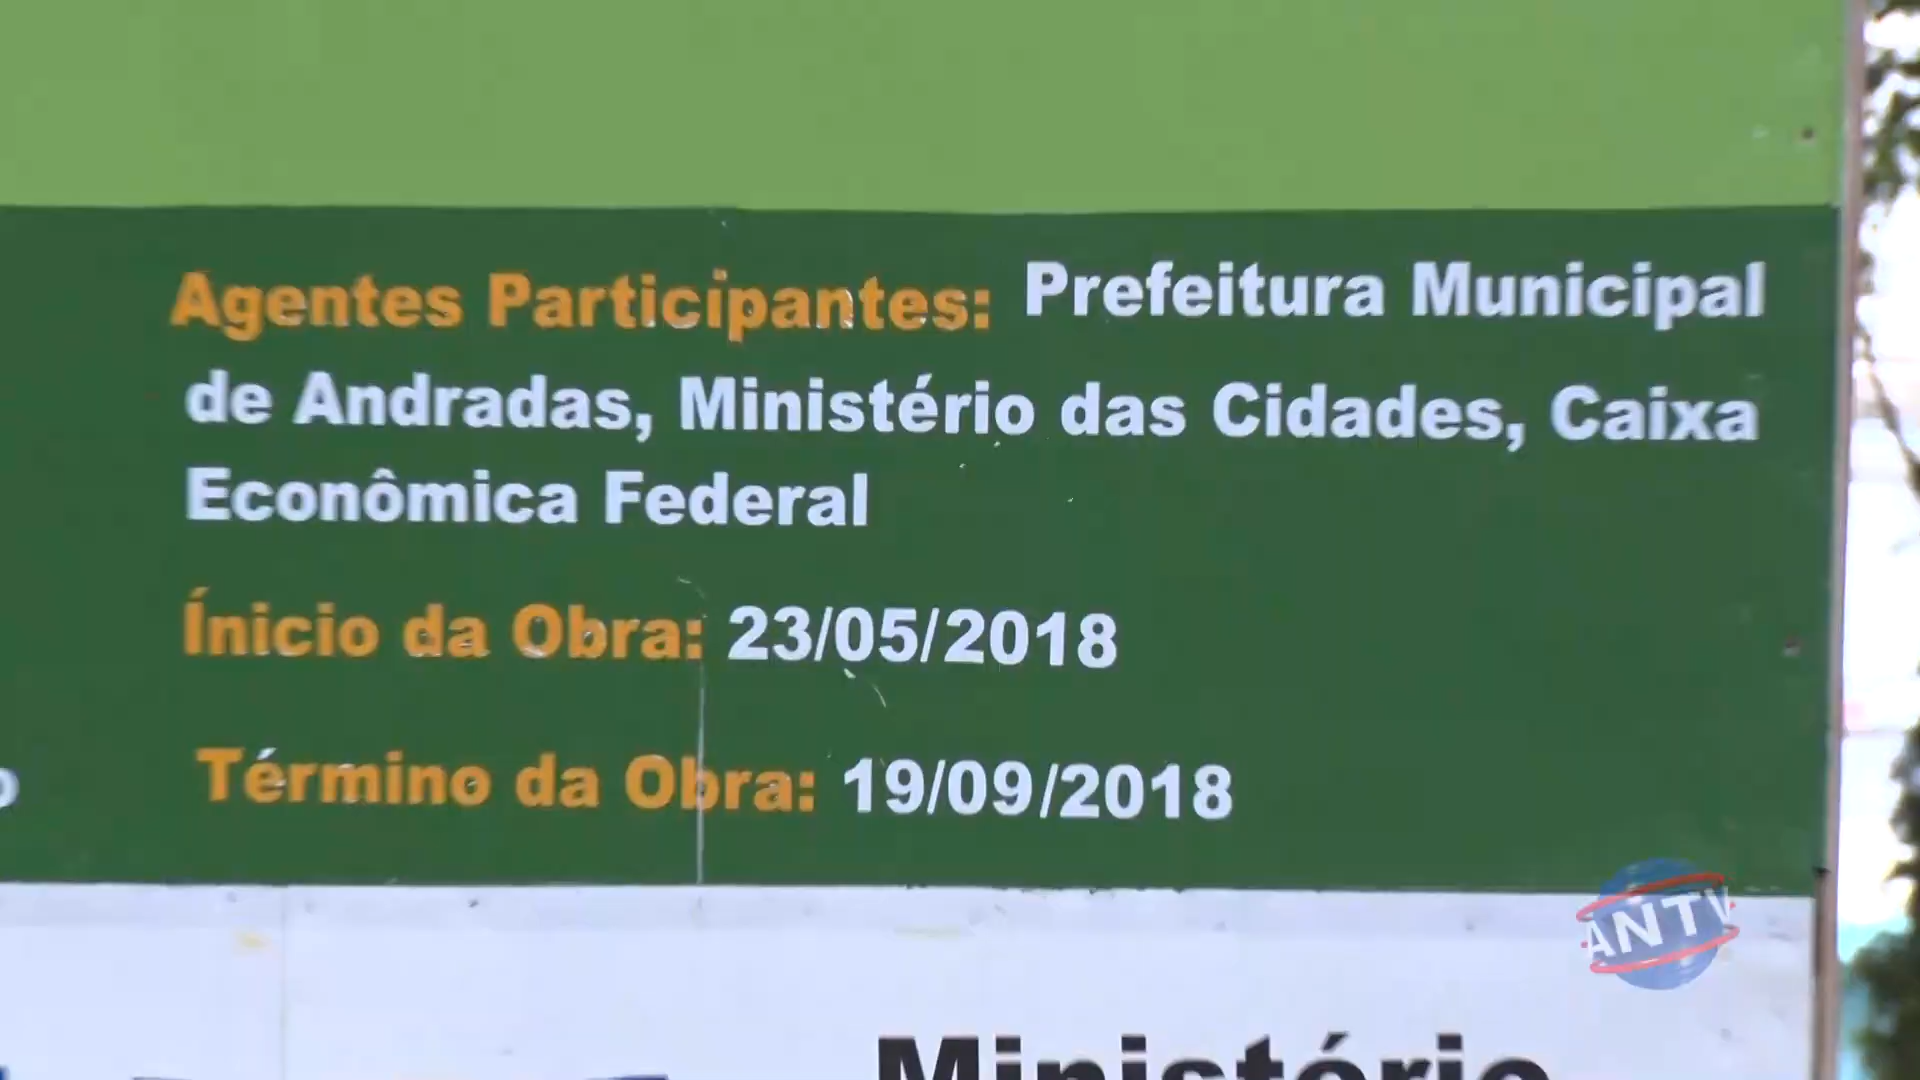 Agentes Participantes: Prefeitura Municipal
de Andradas, Ministério das Cidades, Caixa
Econômica Federal
Ínicio da Obra: 23/05/2018
Término da Obra: 19/09/2018
ANTV
Ministério